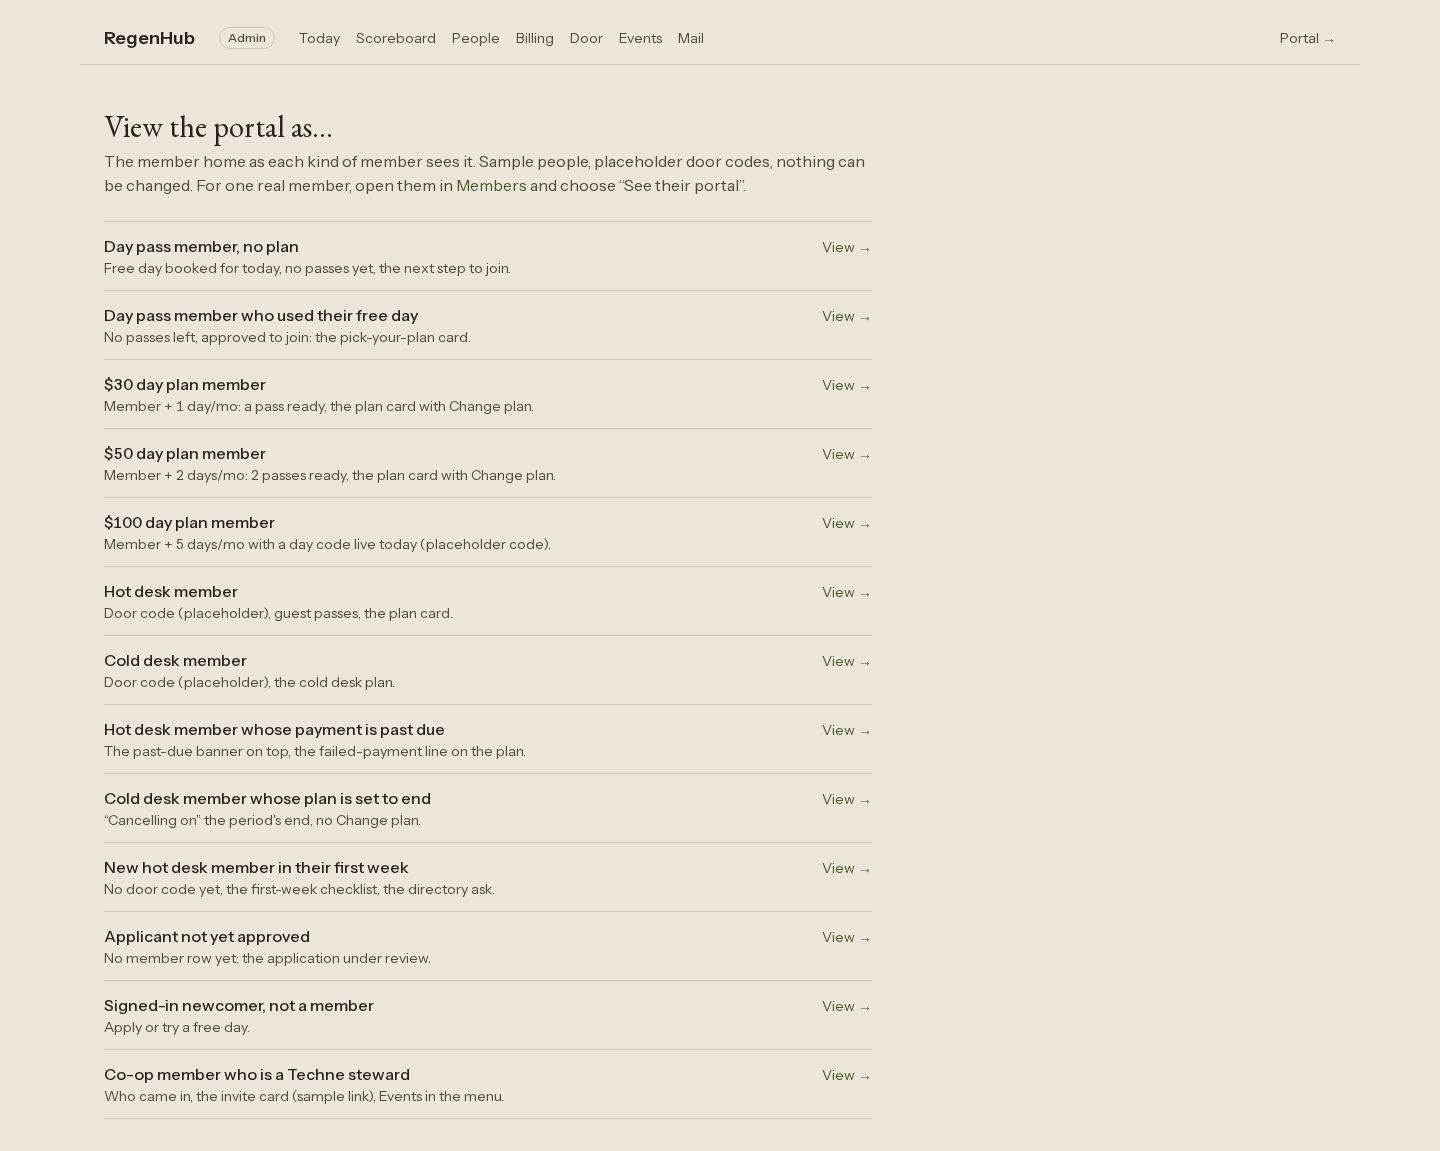 RegenHub Admin Today Scoreboard People Billing Door Events Mail Portal →
View the portal as…
The member home as each kind of member sees it. Sample people, placeholder door codes, nothing can
be changed. For one real member, open them in Members and choose “See their portal”.
Day pass member, no plan View →
Free day booked for today, no passes yet, the next step to join.
Day pass member who used their free day View →
No passes left, approved to join: the pick-your-plan card.
$30 day plan member View →
Member + 1 day/mo: a pass ready, the plan card with Change plan.
$50 day plan member View →
Member + 2 days/mo: 2 passes ready, the plan card with Change plan.
$100 day plan member View →
Member + 5 days/mo with a day code live today (placeholder code).
Hot desk member View →
Door code (placeholder), guest passes, the plan card.
Cold desk member View →
Door code (placeholder), the cold desk plan.
Hot desk member whose payment is past due View →
The past-due banner on top, the failed-payment line on the plan.
Cold desk member whose plan is set to end View →
“Cancelling on” the period's end, no Change plan.
New hot desk member in their first week View →
No door code yet, the first-week checklist, the directory ask.
Applicant not yet approved View →
No member row yet: the application under review.
Signed-in newcomer, not a member View →
Apply or try a free day.
Co-op member who is a Techne steward View →
Who came in, the invite card (sample link), Events in the menu.